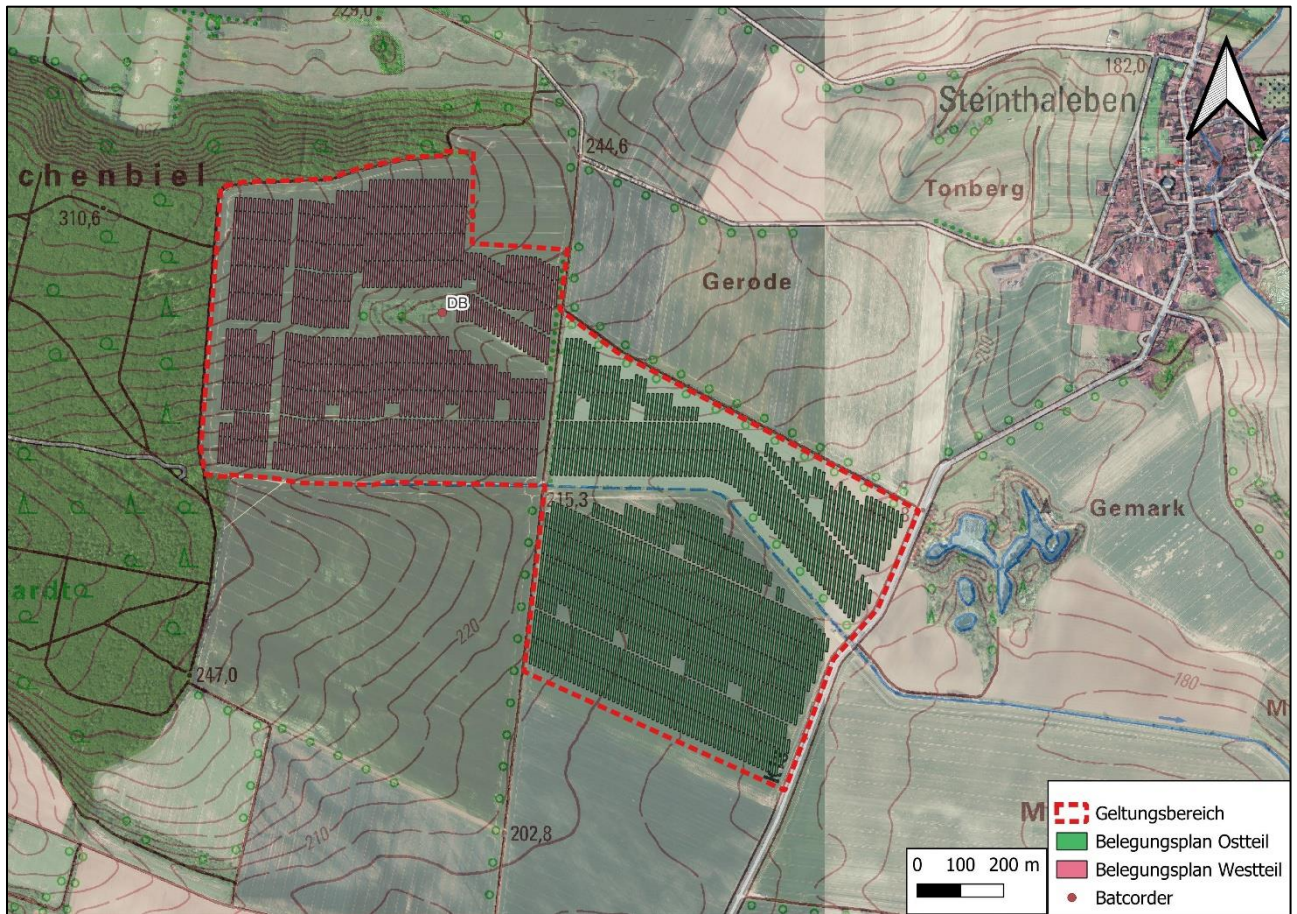 229,0
182,0
Steinthaleben
244,6
chenbiel
Tonberg
310,6
Gerode
DB
200
215,3
Gemark
ardt
220
247,0
180
M
210
202,8
M
0 100 200 m
Geltungsbereich
Belegungsplan Ostteil
Belegungsplan Westteil
Batcorder